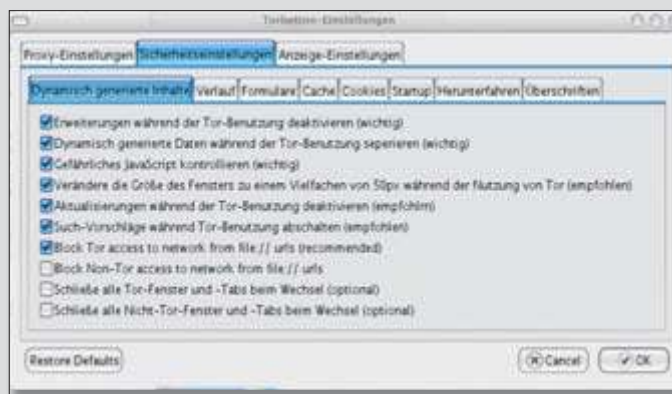 Torbutton-Einstellungen
Proxy-Einstellungen Sicherheitseinstellungen Anzeige-Einstellungen
Dynamisch generierte Inhalte Verlauf Formulare Cache Cookies Startup Herunterfahren Überschriften
Erweiterungen während der Tor-Benutzung deaktivieren (wichtig)
Dynamisch generierte Daten während der Tor-Benutzung seperieren (wichtig)
Gefährliches JavaScript kontrollieren (wichtig)
Verändere die Größe des Fensters zu einem Vielfachen von 50px während der Nutzung von Tor (empfohlen)
Aktualisierungen während der Tor-Benutzung deaktivieren (empfohlrn)
Such-Vorschläge während Tor-Benutzung abschalten (empfohlen)
Block Tor access to network from file:// urls (recommended)
Block Non-Tor access to network from file:// urls
Schließe alle Tor-Fenster und -Tabs beim Wechsel (optional)
Schließe alle Nicht-Tor-Fenster und -Tabs beim Wechsel (optional)
Restore Defaults Cancel OK